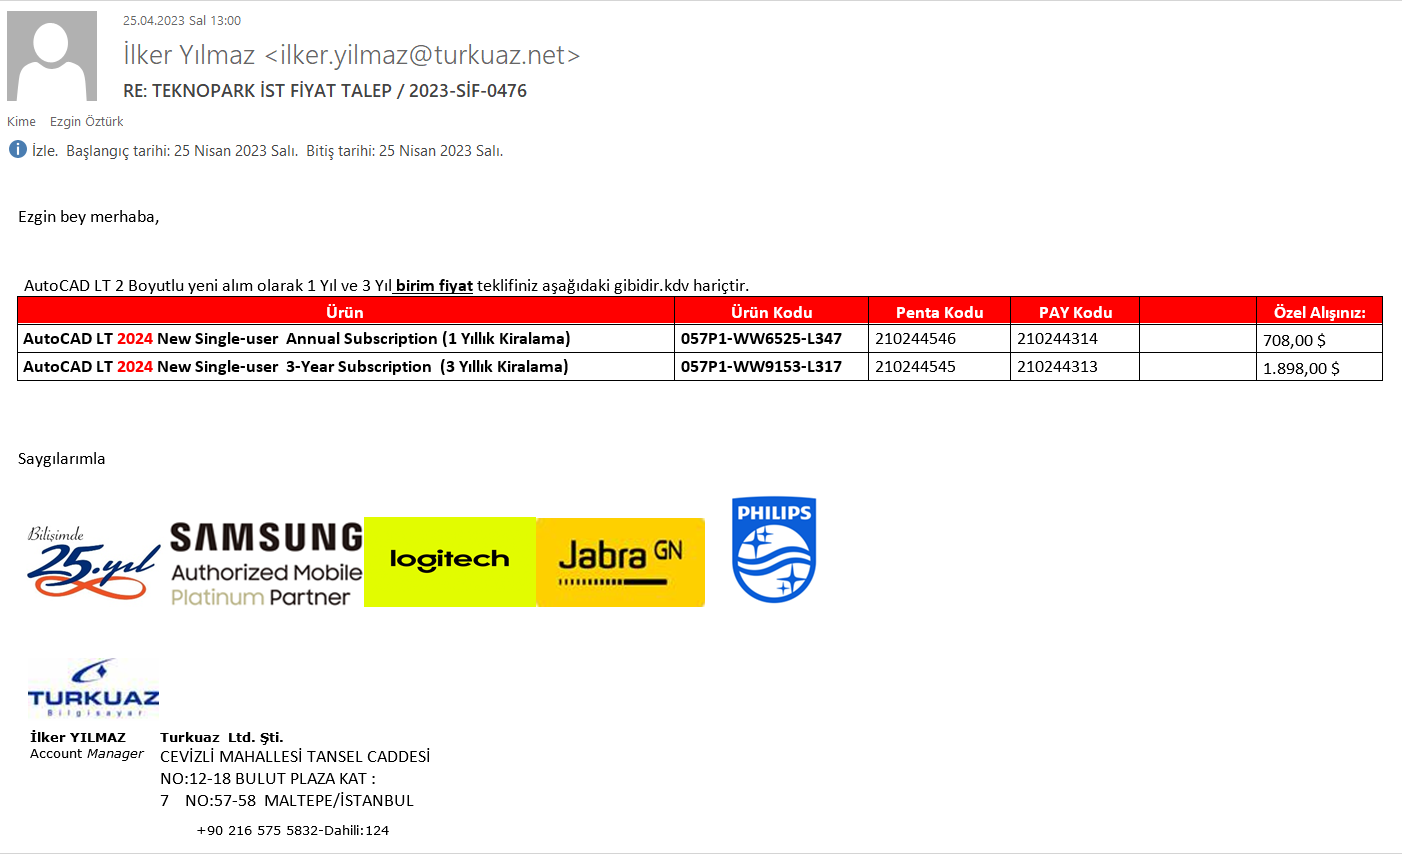 25.04.2023 Sal 13:00
İlker Yılmaz <ilker.yilmaz@turkuaz.net>
RE: TEKNOPARK İST FİYAT TALEP / 2023-SİF-0476
Kime Ezgin Öztürk
İzle. Başlangıç tarihi: 25 Nisan 2023 Salı. Bitiş tarihi: 25 Nisan 2023 Salı.
Ezgin bey merhaba,
AutoCAD LT 2 Boyutlu yeni alım olarak 1 Yıl ve 3 Yıl birim fiyat teklifiniz aşağıdaki gibidir.kdv hariçtir.
Ürün Ürün Kodu Penta Kodu PAY Kodu Özel Alışınız:
AutoCAD LT 2024 New Single-user Annual Subscription (1 Yıllık Kiralama) 057P1-WW6525-L347 210244546 210244314 708,00 $
AutoCAD LT 2024 New Single-user 3-Year Subscription (3 Yıllık Kiralama) 057P1-WW9153-L317 210244545 210244313 1.898,00 $
Saygılarımla
Bilişimde
25.yıl
SAMSUNG
Authorized Mobile
Platinum Partner
logitech
Jabra GN
PHILIPS
TURKUAZ
Bilgisayar
İlker YILMAZ Turkuaz Ltd. Şti.
Account Manager CEVİZLİ MAHALLESİ TANSEL CADDESİ
NO:12-18 BULUT PLAZA KAT :
7 NO:57-58 MALTEPE/İSTANBUL
+90 216 575 5832-Dahili:124